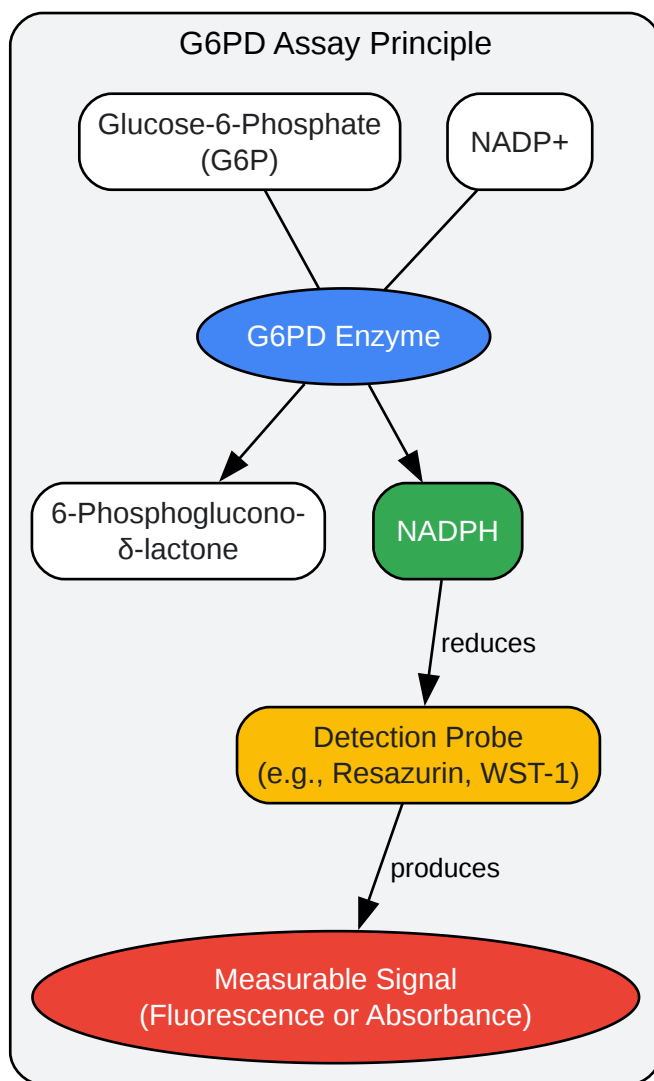 G6PD Assay Principle
Glucose-6-Phosphate
(G6P)
NADP+
G6PD Enzyme
6-Phosphoglucono-
δ-lactone
NADPH
reduces
Detection Probe
(e.g., Resazurin, WST-1)
produces
Measurable Signal
(Fluorescence or Absorbance)